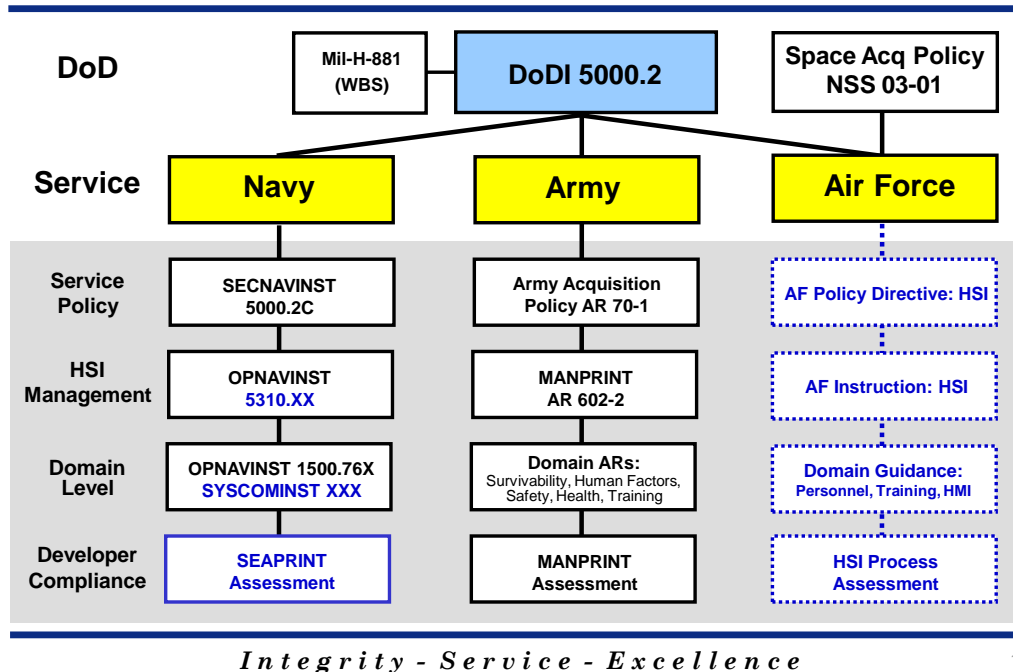 DoD
Mil-H-881
(WBS)
DoDI 5000.2
Space Acq Policy
NSS 03-01
Service
Navy
Army
Air Force
Service
Policy
SECNAVINST
5000.2C
Army Acquisition
Policy AR 70-1
AF Policy Directive: HSI
HSI
Management
OPNAVINST
5310.XX
MANPRINT
AR 602-2
AF Instruction: HSI
Domain
Level
OPNAVINST 1500.76X
SYSCOMINST XXX
Domain ARs:
Survivability, Human Factors,
Safety, Health, Training
Domain Guidance:
Personnel, Training, HMI
Developer
Compliance
SEAPRINT
Assessment
MANPRINT
Assessment
HSI Process
Assessment
Integrity - Service - Excellence